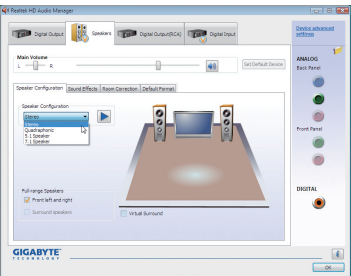 Realtek HD Audio Manager
Digital Output
Speakers
Digital Output(RCA)
Digital Input
Device advanced settings
Main Volume
L
R
Set Default Device
ANALOG
Back Panel
Speaker Configuration
Sound Effects
Room Correction
Default Format
Speaker Configuration
Stereo
Stereo
Quadraphonic
5.1 Speaker
7.1 Speaker
Front Panel
Full-range Speakers
Front left and right
Surround speakers
Virtual Surround
DIGITAL
GIGABYTE
TECHNOLOGY
OK